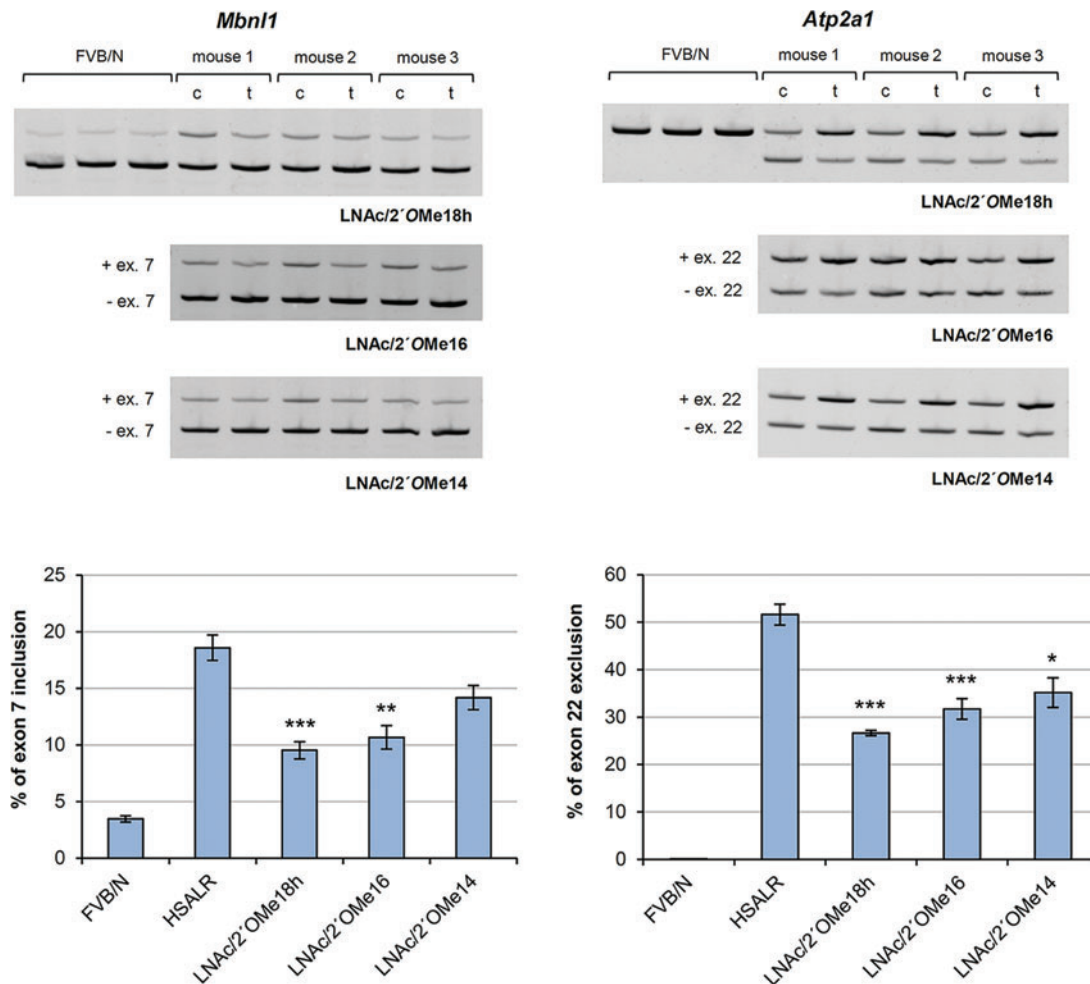 Mbnl1
FVB/N mouse 1 mouse 2 mouse 3
c t c t c t
LNAc/2´OMe18h
+ ex. 7
- ex. 7
LNAc/2´OMe16
+ ex. 7
- ex. 7
LNAc/2´OMe14
Atp2a1
FVB/N mouse 1 mouse 2 mouse 3
c t c t c t
LNAc/2´OMe18h
+ ex. 22
- ex. 22
LNAc/2´OMe16
+ ex. 22
- ex. 22
LNAc/2´OMe14
% of exon 7 inclusion
25
20
15
10
5
0
***
**
FVB/N
HSALR
LNAc/2´OMe18h
LNAc/2´OMe16
LNAc/2´OMe14
% of exon 22 exclusion
60
50
40
30
20
10
0
***
***
*
FVB/N
HSALR
LNAc/2´OMe18h
LNAc/2´OMe16
LNAc/2´OMe14